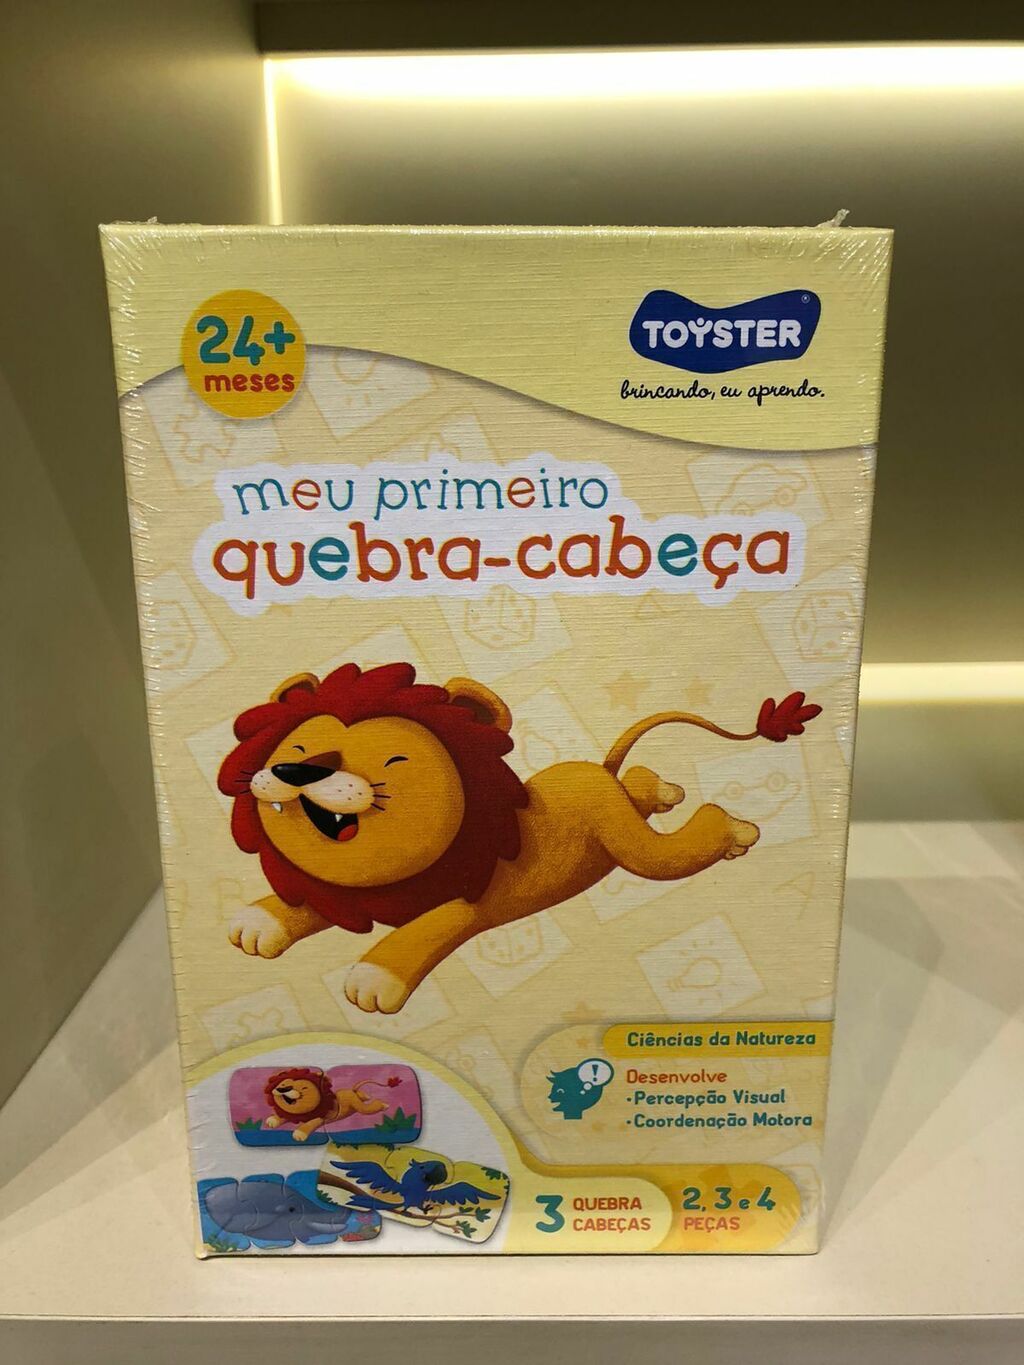 24+
meses
TOYSTER®
brincando, eu aprendo.
meu primeiro
quebra-cabeça
Ciências da Natureza
!
Desenvolve
•Percepção Visual
•Coordenação Motora
3 QUEBRA
CABEÇAS
2, 3 e 4
PEÇAS